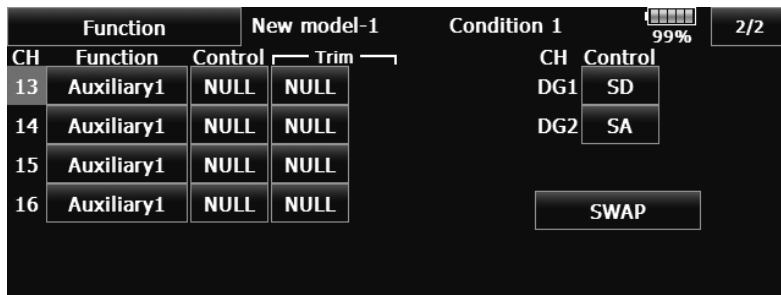 Function New model-1 Condition 1 99% 2/2
CH Function Control Trim CH Control
13 Auxiliary1 NULL NULL DG1 SD
14 Auxiliary1 NULL NULL DG2 SA
15 Auxiliary1 NULL NULL
16 Auxiliary1 NULL NULL SWAP